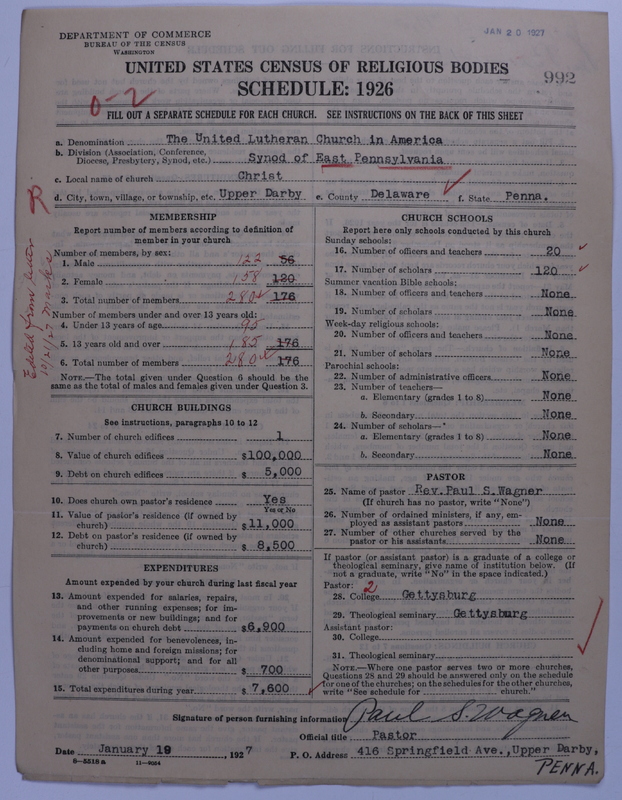 DEPARTMENT OF COMMERCE
BUREAU OF THE CENSUS
WASHINGTON
JAN 20 1927
UNITED STATES CENSUS OF RELIGIOUS BODIES
SCHEDULE: 1926
992
0-2
FILL OUT A SEPARATE SCHEDULE FOR EACH CHURCH. SEE INSTRUCTIONS ON THE BACK OF THIS SHEET
a. Denomination The United Lutheran Church in America
b. Division (Association, Conference, Diocese, Presbytery, Synod, etc.) Synod of East Pennsylvania
c. Local name of church Christ
d. City, town, village, or township, etc. Upper Darby e. County Delaware f. State Penna.
MEMBERSHIP
Report number of members according to definition of
member in your church
Number of members, by sex:
1. Male 122 56
2. Female 158 120
3. Total number of members 280 176
Number of members under and over 13 years old:
4. Under 13 years of age 95
5. 13 years old and over 185 176
6. Total number of members 280 176
NOTE.—The total given under Question 6 should be the
same as the total of males and females given under Question 3.
Edited from letter
10/21/27
CHURCH BUILDINGS
See instructions, paragraphs 10 to 12
7. Number of church edifices 1
8. Value of church edifices $100,000
9. Debt on church edifices $ 5,000
10. Does church own pastor's residence Yes
Yes or No
11. Value of pastor's residence (if owned by
church) $11,000
12. Debt on pastor's residence (if owned by
church) $ 8,500
EXPENDITURES
Amount expended by your church during last fiscal year
13. Amount expended for salaries, repairs,
and other running expenses; for im-
provements or new buildings; and for
payments on church debt $6,900
14. Amount expended for benevolences, in-
cluding home and foreign missions; for
denominational support; and for all
other purposes $ 700
15. Total expenditures during year $ 7,600
CHURCH SCHOOLS
Report here only schools conducted by this church
Sunday schools:
16. Number of officers and teachers 20
17. Number of scholars 120
Summer vacation Bible schools:
18. Number of officers and teachers None
19. Number of scholars None
Week-day religious schools:
20. Number of officers and teachers None
21. Number of scholars None
Parochial schools:
22. Number of administrative officers None
23. Number of teachers—
a. Elementary (grades 1 to 8) None
b. Secondary None
24. Number of scholars—
a. Elementary (grades 1 to 8) None
b. Secondary None
PASTOR
25. Name of pastor Rev. Paul S. Wagner
(If church has no pastor, write "None")
26. Number of ordained ministers, if any, em-
ployed as assistant pastors None
27. Number of other churches served by the
pastor or his assistants None
If pastor (or assistant pastor) is a graduate of a college or
theological seminary, give name of institution below. (If
not a graduate, write "No" in the space indicated.)
Pastor: 2
28. College Gettysburg
29. Theological seminary Gettysburg
Assistant pastor:
30. College
31. Theological seminary
NOTE.—Where one pastor serves two or more churches,
Questions 28 and 29 should be answered only on the schedule
for one of the churches; on the schedules for the other churches,
write "See schedule for church."
Signature of person furnishing information Paul S. Wagner
Official title Pastor
Date January 19, 1927 P. O. Address 416 Springfield Ave., Upper Darby,
PENNA.
8—5518a 11—9024